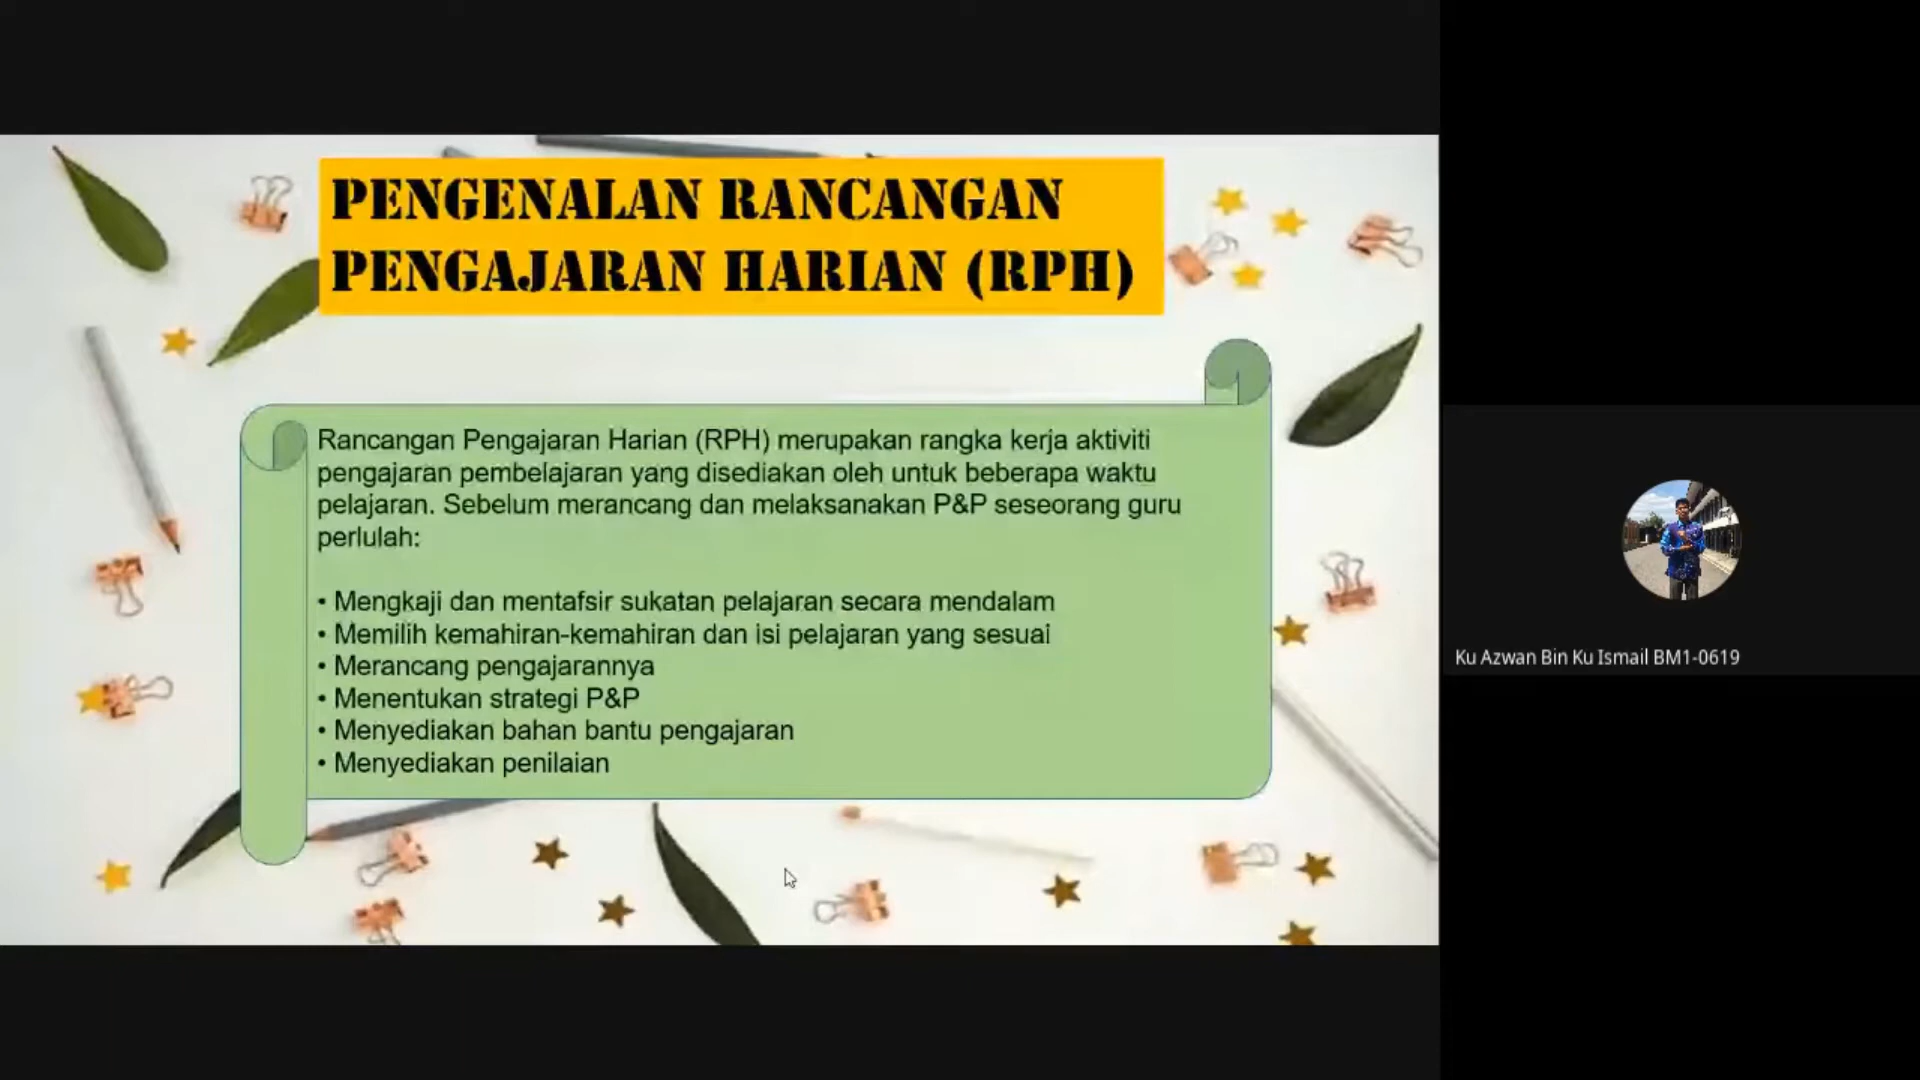 PENGENALAN RANCANGAN
PENGAJARAN HARIAN (RPH)
Rancangan Pengajaran Harian (RPH) merupakan rangka kerja aktiviti
pengajaran pembelajaran yang disediakan oleh untuk beberapa waktu
pelajaran. Sebelum merancang dan melaksanakan P&P seseorang guru
perlulah:
• Mengkaji dan mentafsir sukatan pelajaran secara mendalam
• Memilih kemahiran-kemahiran dan isi pelajaran yang sesuai
• Merancang pengajarannya
• Menentukan strategi P&P
• Menyediakan bahan bantu pengajaran
• Menyediakan penilaian
Ku Azwan Bin Ku Ismail BM1-0619